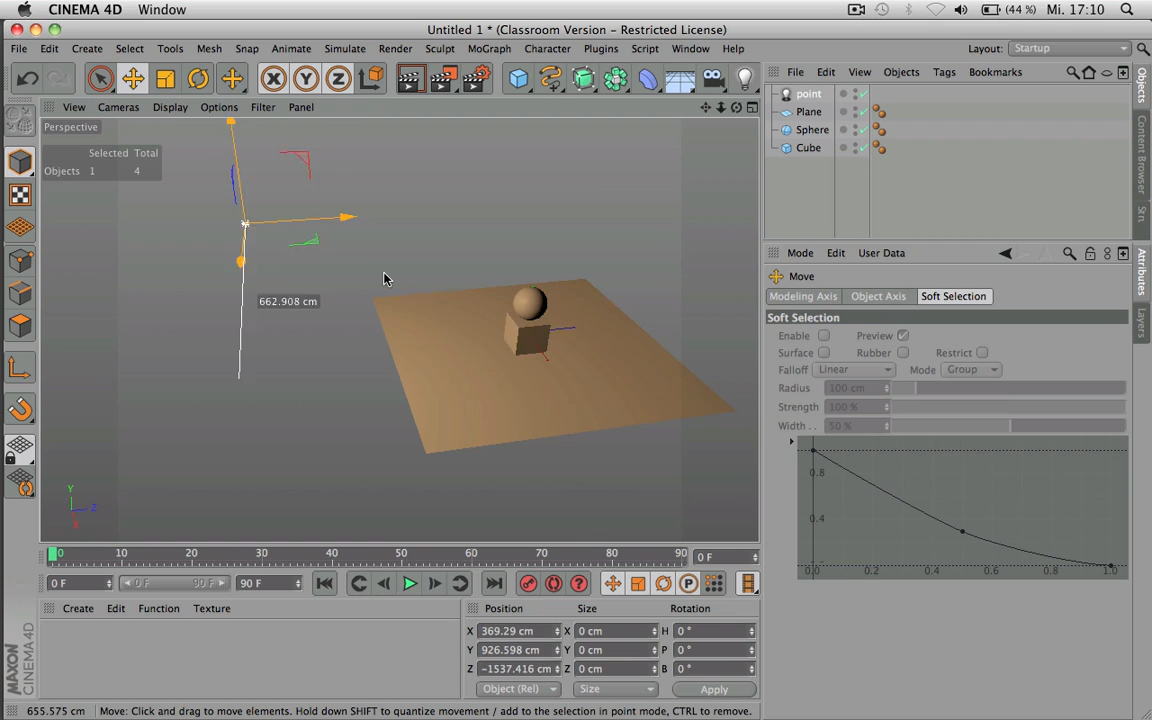 CINEMA 4D Window (44 %) Mi. 17:10
Untitled 1 * (Classroom Version - Restricted License)
File Edit Create Select Tools Mesh Snap Animate Simulate Render Sculpt MoGraph Character Plugins Script Window Help Layout: Startup
X Y Z
File Edit View Objects Tags Bookmarks
View Cameras Display Options Filter Panel
Perspective
Selected Total
Objects 1 4
662.908 cm
Y
Z
X
point
Plane
Sphere
Cube
Objects
Content Browser
Str
Mode Edit User Data
Move
Modeling Axis Object Axis Soft Selection
Soft Selection
Enable Preview
Surface Rubber Restrict
Falloff Linear Mode Group
Radius 100 cm
Strength 100 %
Width . . 50 %
0.8
0.4
0.0 0.2 0.4 0.6 0.8 1.0
Attributes
Layers
0 10 20 30 40 50 60 70 80 90 0 F
0 F 0 F 90 F 90 F
P
Create Edit Function Texture
Position Size Rotation
X 369.29 cm X 0 cm H 0 °
Y 926.598 cm Y 0 cm P 0 °
Z -1537.416 cm Z 0 cm B 0 °
Object (Rel) Size Apply
MAXON
CINEMA 4D
655.575 cm Move: Click and drag to move elements. Hold down SHIFT to quantize movement / add to the selection in point mode, CTRL to remove.